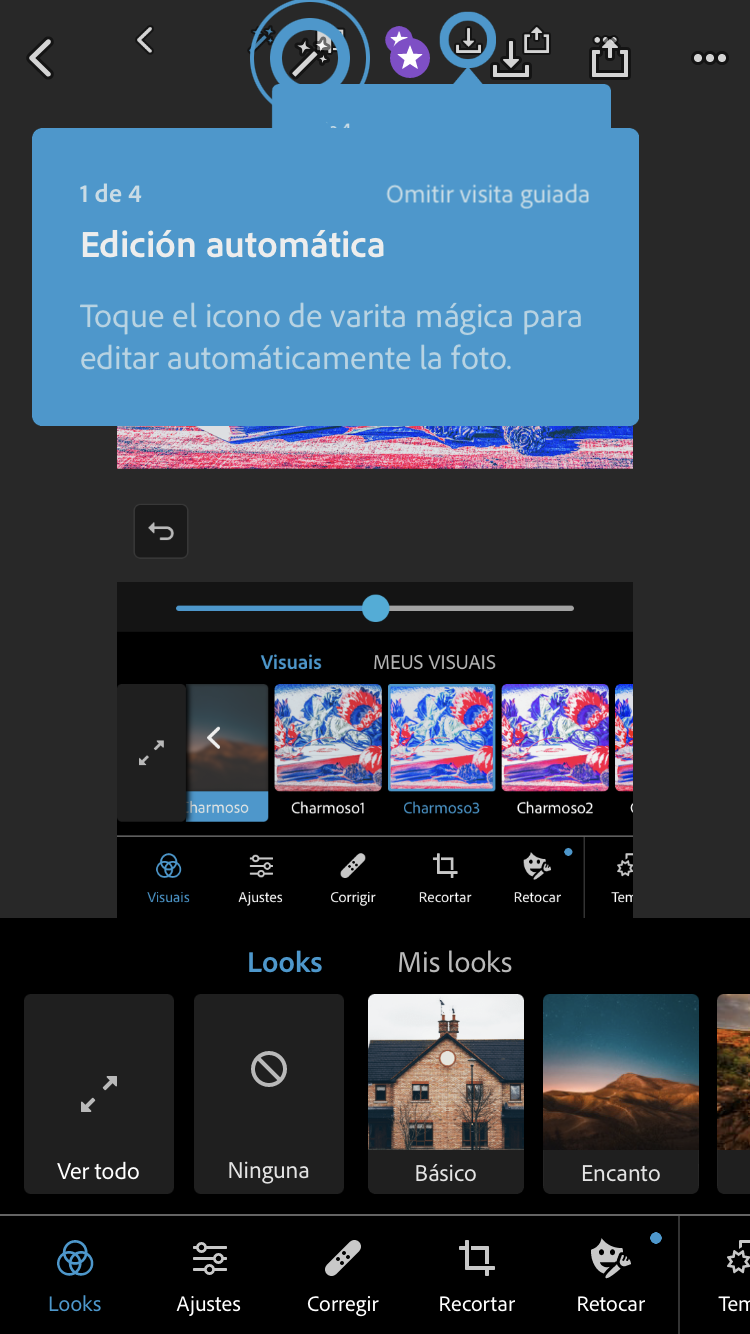 1 de 4
Omitir visita guiada
Edición automática
Toque el icono de varita mágica para
editar automáticamente la foto.
Visuais
MEUS VISUAIS
harmoso
Charmoso1
Charmoso3
Charmoso2
Visuais
Ajustes
Corrigir
Recortar
Retocar
Tem
Looks
Mis looks
Ver todo
Ninguna
Básico
Encanto
Looks
Ajustes
Corregir
Recortar
Retocar
Tem